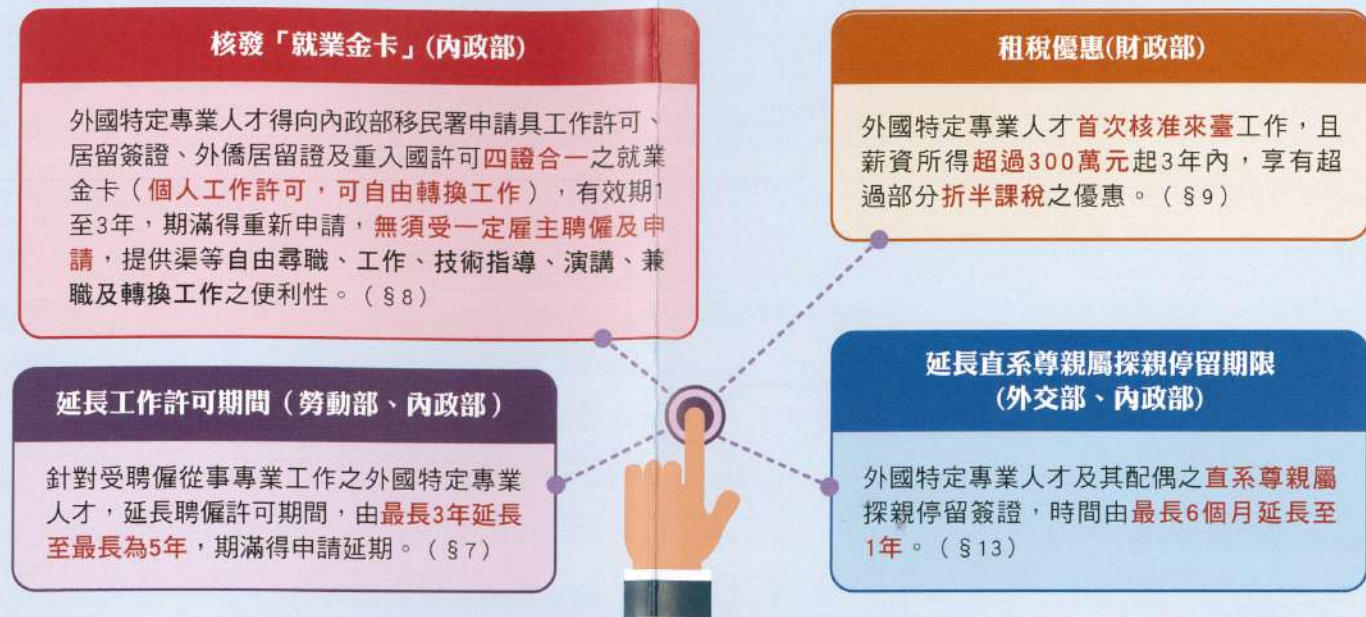 核發「就業金卡」(內政部)
外國特定專業人才得向內政部移民署申請具工作許可、
居留簽證、外僑居留證及重入國許可四證合一之就業
金卡（個人工作許可，可自由轉換工作），有效期1
至3年，期滿得重新申請，無須受一定雇主聘僱及申
請，提供渠等自由尋職、工作、技術指導、演講、兼
職及轉換工作之便利性。（§8）
租稅優惠(財政部)
外國特定專業人才首次核准來臺工作，且
薪資所得超過300萬元起3年內，享有超
過部分折半課稅之優惠。（§9）
延長工作許可期間（勞動部、內政部）
針對受聘僱從事專業工作之外國特定專業
人才，延長聘僱許可期間，由最長3年延長
至最長為5年，期滿得申請延期。（§7）
延長直系尊親屬探親停留期限
(外交部、內政部)
外國特定專業人才及其配偶之直系尊親屬
探親停留簽證，時間由最長6個月延長至
1年。（§13）